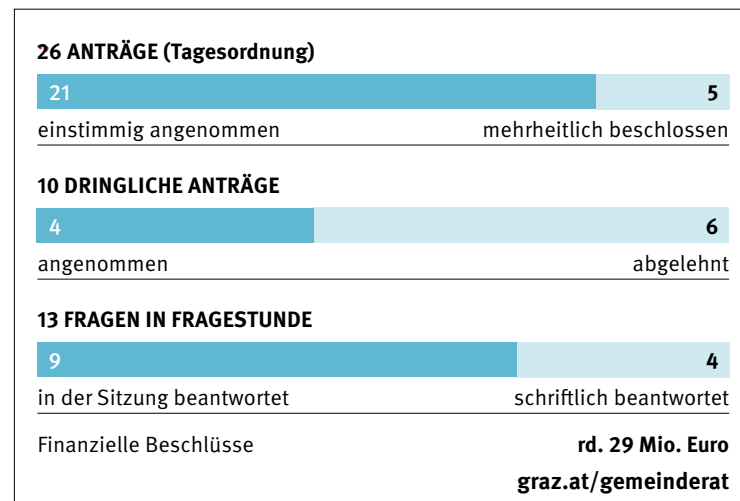 26 ANTRÄGE (Tagesordnung)
21 5
einstimmig angenommen mehrheitlich beschlossen
10 DRINGLICHE ANTRÄGE
4 6
angenommen abgelehnt
13 FRAGEN IN FRAGESTUNDE
9 4
in der Sitzung beantwortet schriftlich beantwortet
Finanzielle Beschlüsse rd. 29 Mio. Euro
graz.at/gemeinderat